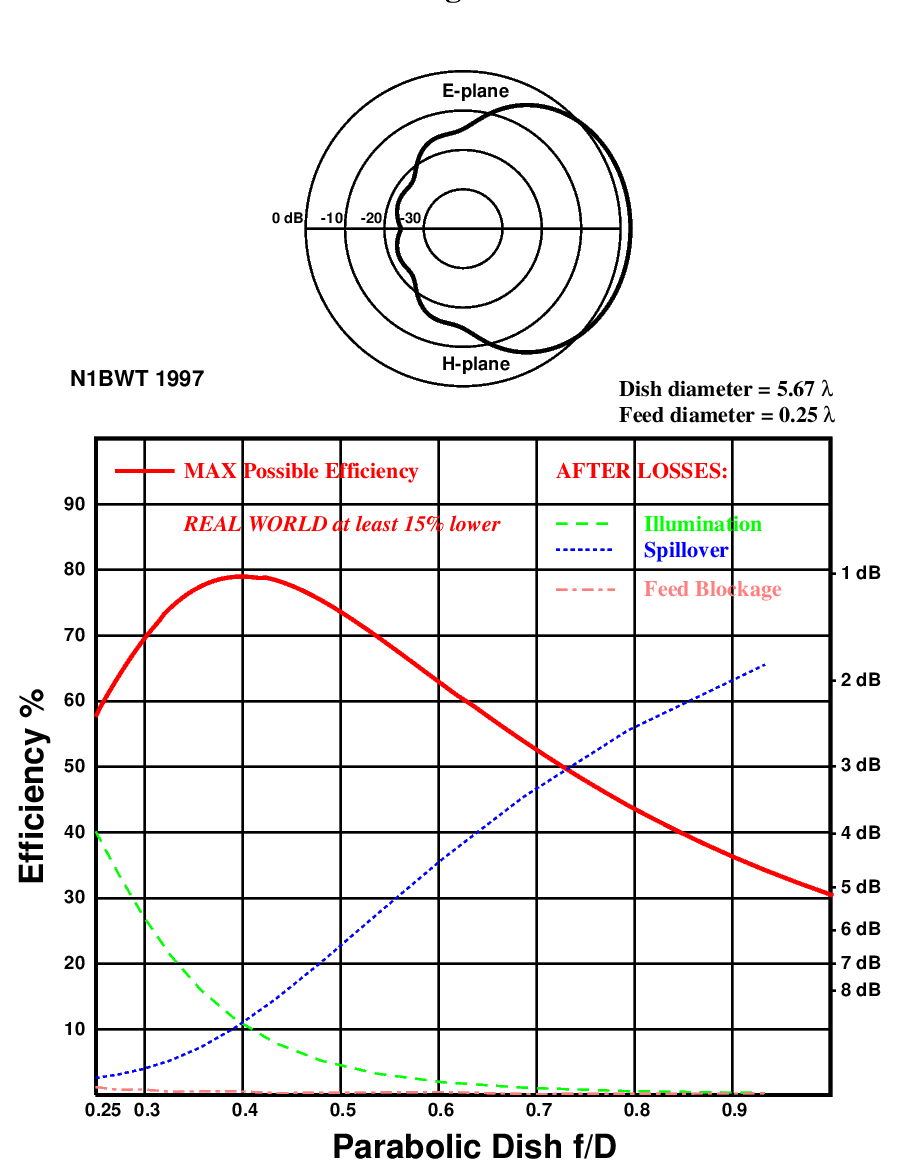 E-plane
0 dB -10 -20 -30
H-plane
N1BWT 1997
Dish diameter = 5.67 λ
Feed diameter = 0.25 λ
MAX Possible Efficiency
AFTER LOSSES:
REAL WORLD at least 15% lower
Illumination
Spillover
Feed Blockage
90
80
70
60
50
40
30
20
10
Efficiency %
1 dB
2 dB
3 dB
4 dB
5 dB
6 dB
7 dB
8 dB
0.25 0.3 0.4 0.5 0.6 0.7 0.8 0.9
Parabolic Dish f/D